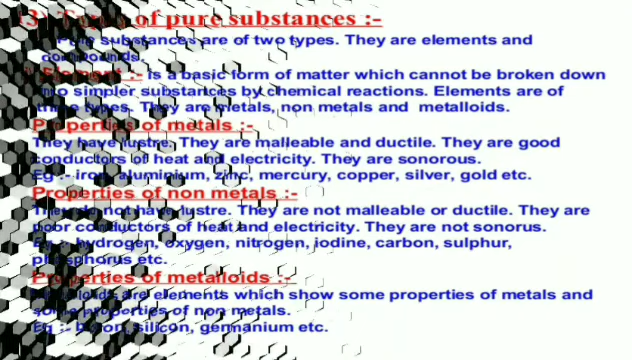 3) Types of pure substances :-
Pure substances are of two types. They are elements and
compounds.
Element :- is a basic form of matter which cannot be broken down
into simpler substances by chemical reactions. Elements are of
three types. They are metals, non metals and metalloids.
Properties of metals :-
They have lustre. They are malleable and ductile. They are good
conductors of heat and electricity. They are sonorous.
Eg :- iron, aluminium, zinc, mercury, copper, silver, gold etc.
Properties of non metals :-
They do not have lustre. They are not malleable or ductile. They are
poor conductors of heat and electricity. They are not sonorus.
Eg :- hydrogen, oxygen, nitrogen, iodine, carbon, sulphur,
phosphorus etc.
Properties of metalloids :-
Metalloids are elements which show some properties of metals and
some properties of non metals.
Eg :- boron, silicon, germanium etc.